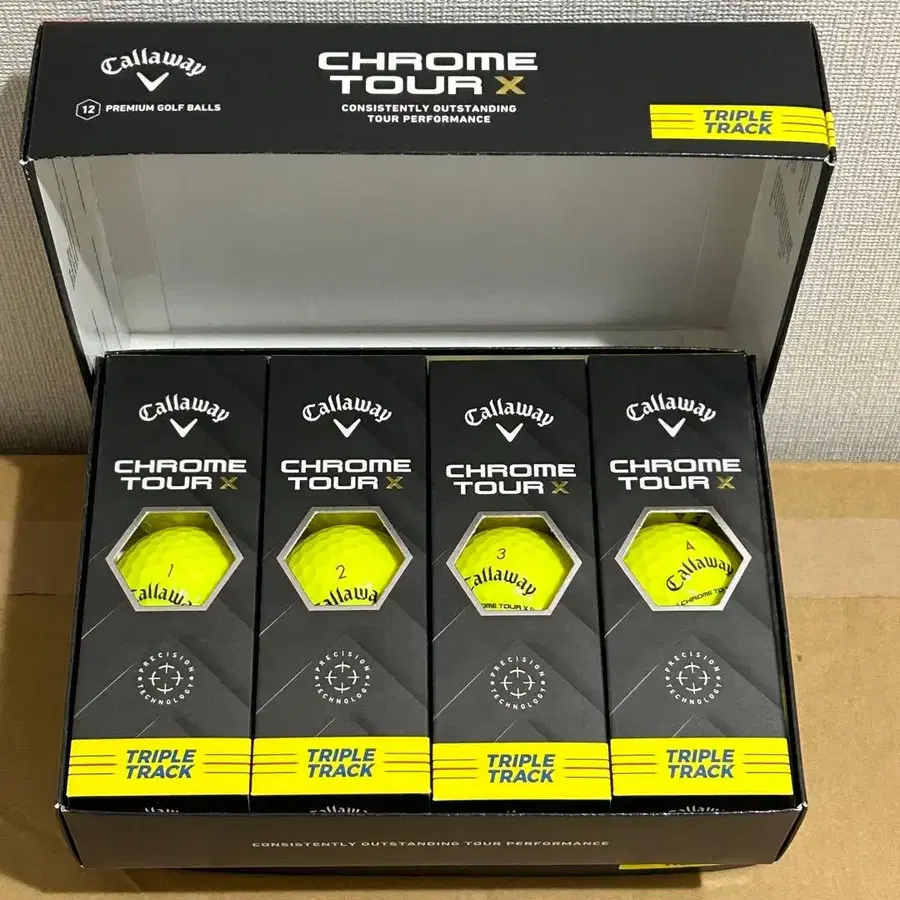 Callaway
12 PREMIUM GOLF BALLS
CHROME
TOUR X
CONSISTENTLY OUTSTANDING
TOUR PERFORMANCE
TRIPLE
TRACK
Callaway
CHROME
TOUR X
1
Callaway
PRECISION
TECHNOLOGY
TRIPLE
TRACK
Callaway
CHROME
TOUR X
2
Callaway
PRECISION
TECHNOLOGY
TRIPLE
TRACK
Callaway
CHROME
TOUR X
3
Callaway
OME TOUR X
PRECISION
TECHNOLOGY
TRIPLE
TRACK
Callaway
CHROME
TOUR X
4
Callaway
CHROME TOU
PRECISION
TECHNOLOGY
TRIPLE
TRACK
CONSISTENTLY OUTSTANDING TOUR PERFORMANCE